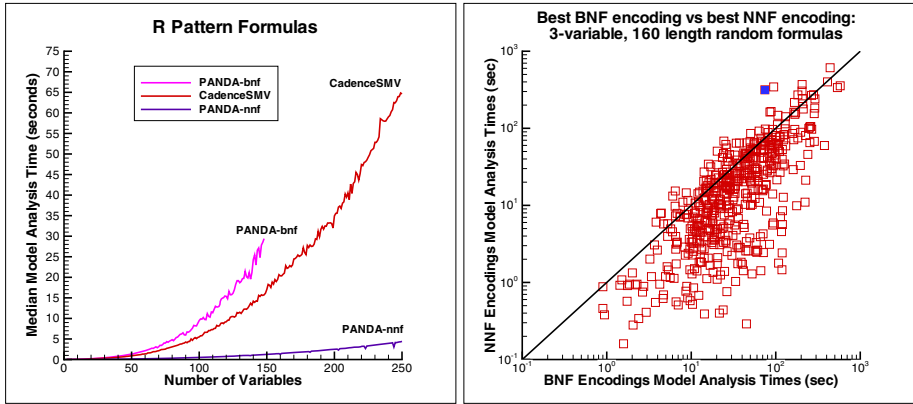 R Pattern Formulas
Median Model Analysis Time (seconds)
75
70
65
60
55
50
45
40
35
30
25
20
15
10
5
0
PANDA-bnf
CadenceSMV
PANDA-nnf
CadenceSMV
PANDA-bnf
PANDA-nnf
0 50 100 150 200 250
Number of Variables
Best BNF encoding vs best NNF encoding:
3-variable, 160 length random formulas
NNF Encodings Model Analysis Times (sec)
10³
10²
10¹
10⁰
10⁻¹
10⁻¹ 10⁰ 10¹ 10² 10³
BNF Encodings Model Analysis Times (sec)